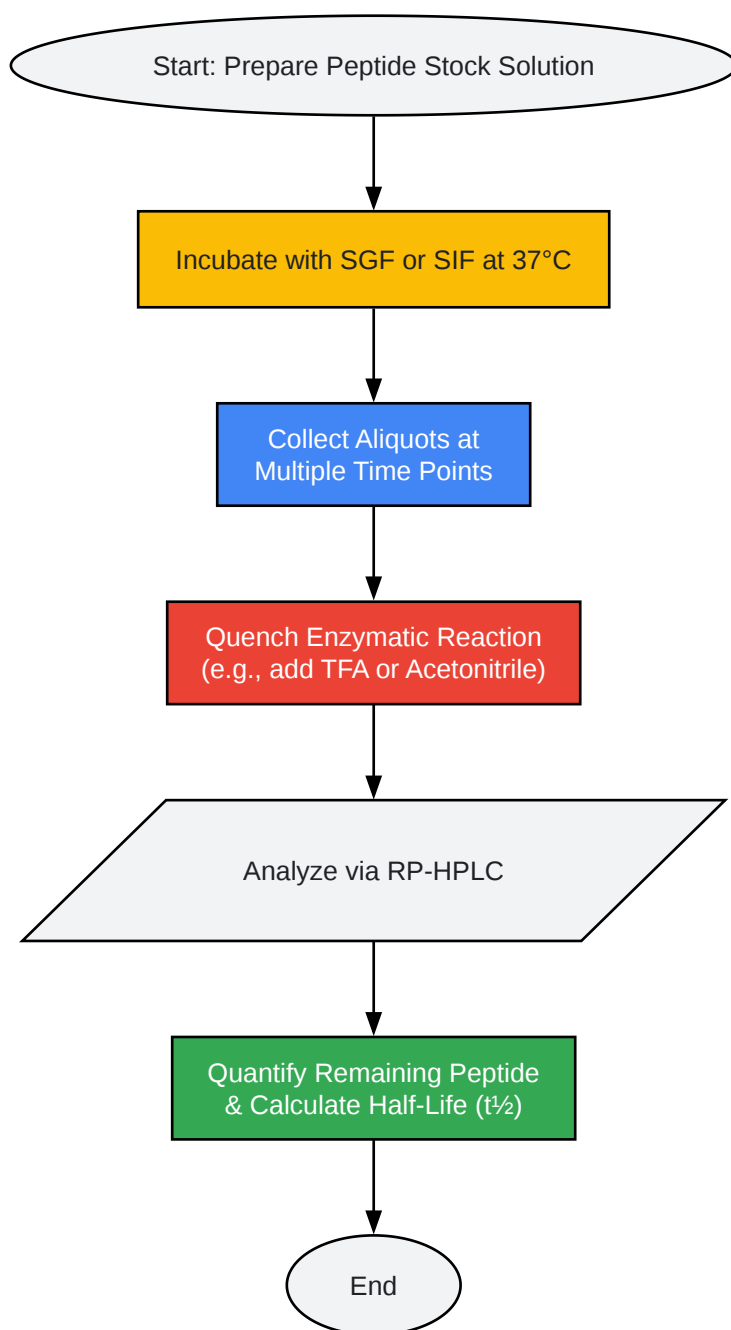 Start: Prepare Peptide Stock Solution
Incubate with SGF or SIF at 37°C
Collect Aliquots at
Multiple Time Points
Quench Enzymatic Reaction
(e.g., add TFA or Acetonitrile)
Analyze via RP-HPLC
Quantify Remaining Peptide
& Calculate Half-Life (t½)
End